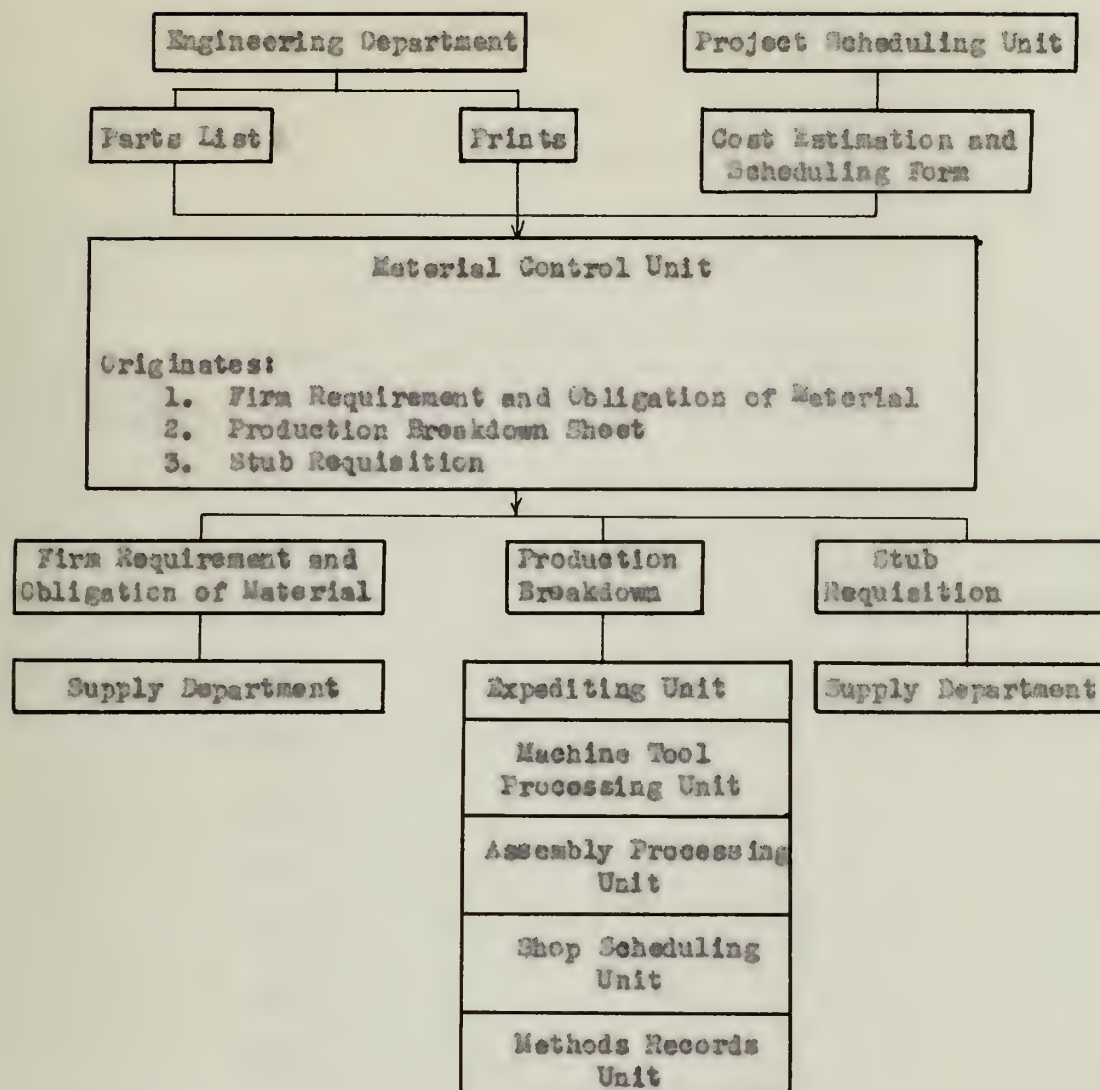 Engineering Department
Project Scheduling Unit
Parts List
Prints
Cost Estimation and
Scheduling Form
Material Control Unit
Originates:
1. Firm Requirement and Obligation of Material
2. Production Breakdown Sheet
3. Stub Requisition
Firm Requirement and
Obligation of Material
Production
Breakdown
Stub
Requisition
Supply Department
Expediting Unit
Supply Department
Machine Tool
Processing Unit
Assembly Processing
Unit
Shop Scheduling
Unit
Methods Records
Unit